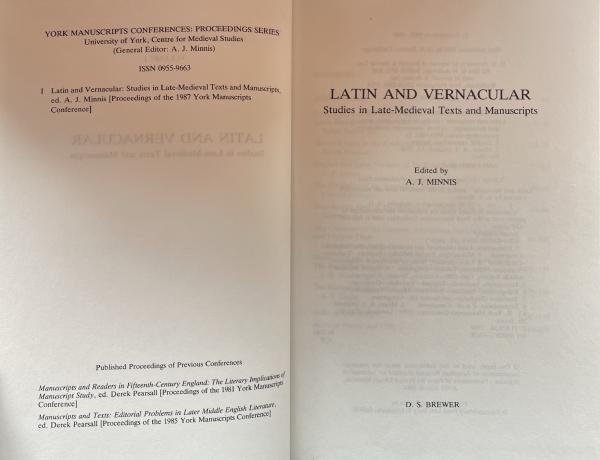 YORK MANUSCRIPTS CONFERENCES: PROCEEDINGS SERIES
University of York, Centre for Medieval Studies
(General Editor: A. J. Minnis)
ISSN 0955-9663
1 Latin and Vernacular: Studies in Late-Medieval Texts and Manuscripts,
ed. A. J. Minnis [Proceedings of the 1987 York Manuscripts
Conference]
Published Proceedings of Previous Conferences
Manuscripts and Readers in Fifteenth-Century England: The Literary Implications of
Manuscript Study, ed. Derek Pearsall [Proceedings of the 1981 York Manuscripts
Conference]
Manuscripts and Texts: Editorial Problems in Later Middle English Literature,
ed. Derek Pearsall [Proceedings of the 1985 York Manuscripts Conference]
LATIN AND VERNACULAR
Studies in Late-Medieval Texts and Manuscripts
Edited by
A. J. MINNIS
D. S. BREWER